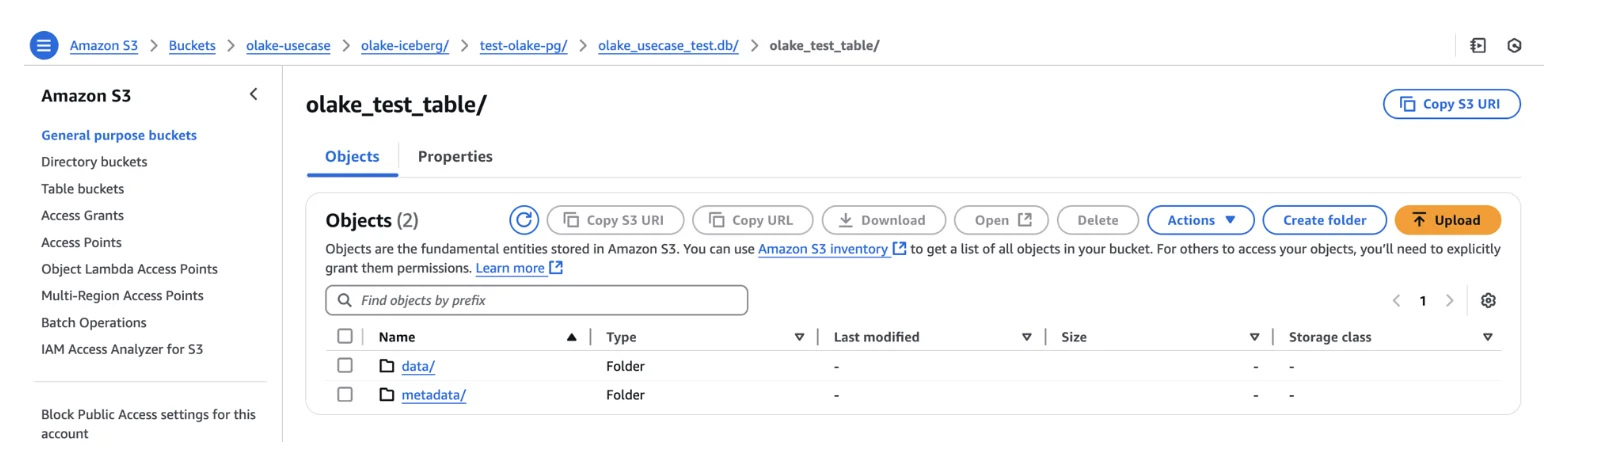 Amazon S3 > Buckets > olake-usecase > olake-iceberg/ > test-olake-pg/ > olake_usecase_test.db/ > olake_test_table/
Amazon S3
General purpose buckets
Directory buckets
Table buckets
Access Grants
Access Points
Object Lambda Access Points
Multi-Region Access Points
Batch Operations
IAM Access Analyzer for S3
Block Public Access settings for this
account
olake_test_table/
Copy S3 URI
Objects Properties
Objects (2) Copy S3 URI Copy URL Download Open Delete Actions Create folder Upload
Objects are the fundamental entities stored in Amazon S3. You can use Amazon S3 inventory to get a list of all objects in your bucket. For others to access your objects, you'll need to explicitly
grant them permissions. Learn more
Find objects by prefix
1
Name Type Last modified Size Storage class
data/ Folder - - -
metadata/ Folder - - -